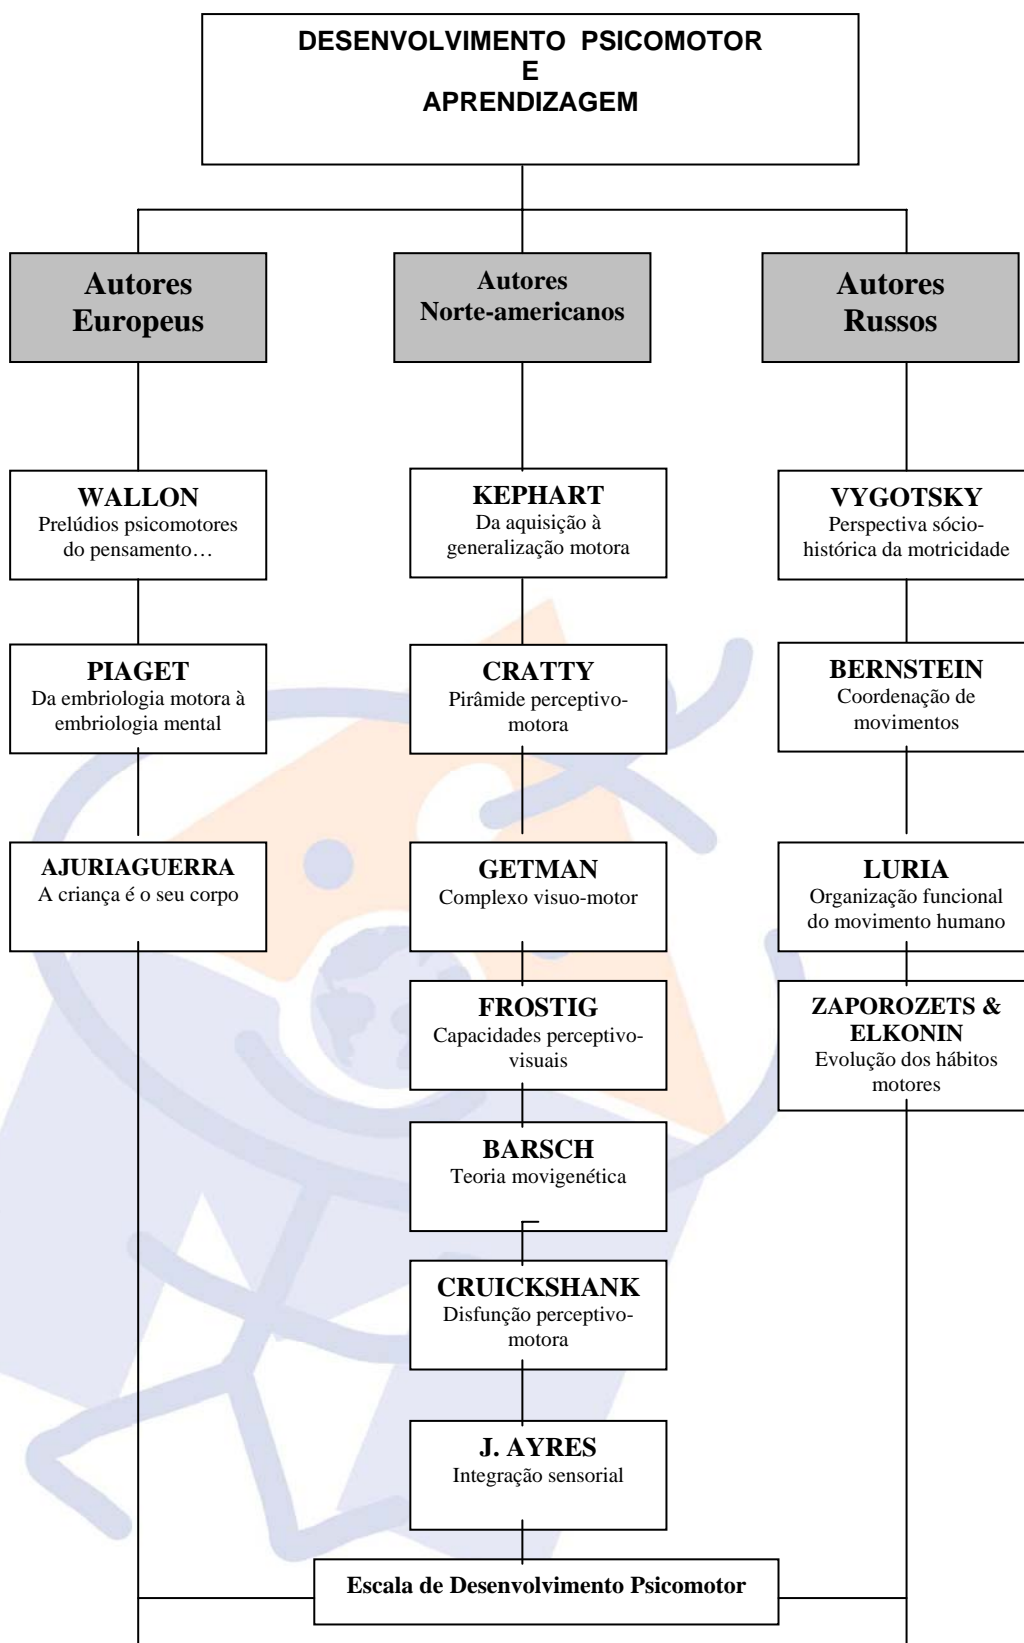 DESENVOLVIMENTO PSICOMOTOR
E
APRENDIZAGEM
Autores
Europeus
Autores
Norte-americanos
Autores
Russos
WALLON
Prelúdios psicomotores
do pensamento…
KEPHART
Da aquisição à
generalização motora
VYGOTSKY
Perspectiva sócio-
histórica da motricidade
PIAGET
Da embriologia motora à
embriologia mental
CRATTY
Pirâmide perceptivo-
motora
BERNSTEIN
Coordenação de
movimentos
AJURIAGUERRA
A criança é o seu corpo
GETMAN
Complexo visuo-motor
LURIA
Organização funcional
do movimento humano
FROSTIG
Capacidades perceptivo-
visuais
ZAPOROZETS &
ELKONIN
Evolução dos hábitos
motores
BARSCH
Teoria movigenética
CRUICKSHANK
Disfunção perceptivo-
motora
J. AYRES
Integração sensorial
Escala de Desenvolvimento Psicomotor